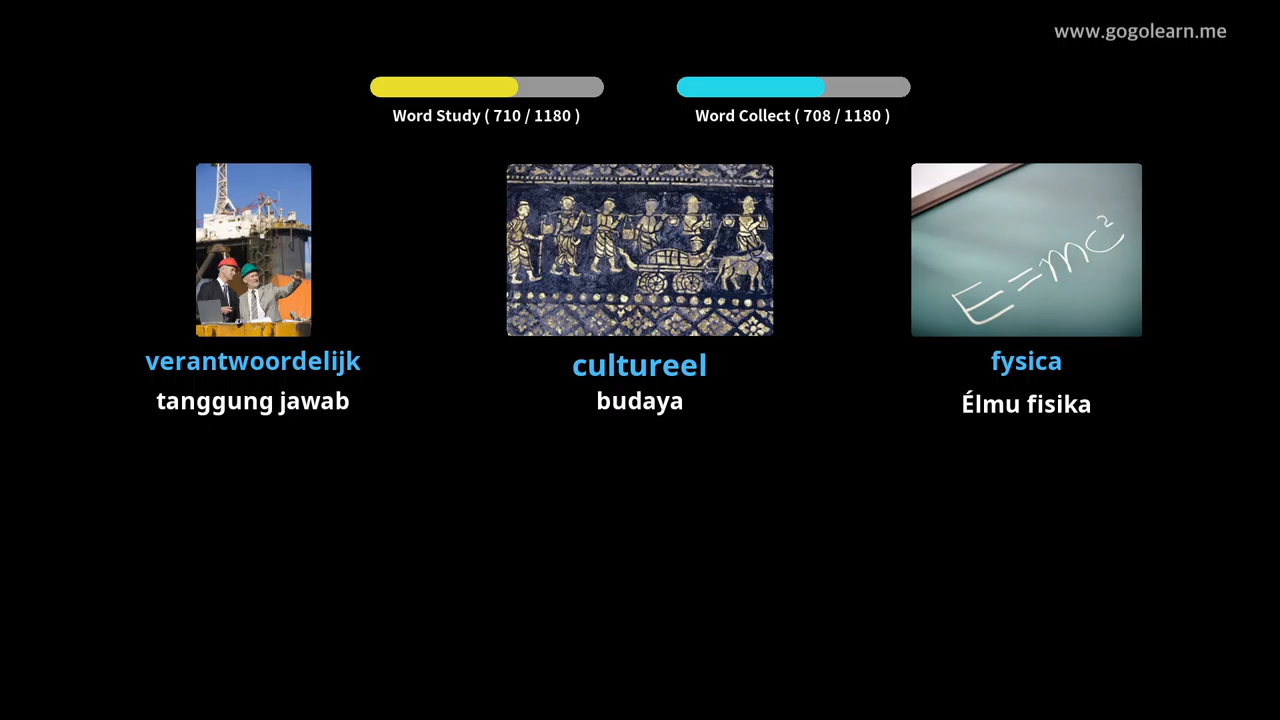 www.gogolearn.me
Word Study ( 710 / 1180 )
Word Collect ( 708 / 1180 )
E=mc²
verantwoordelijk
cultureel
fysica
tanggung jawab
budaya
Élmu fisika